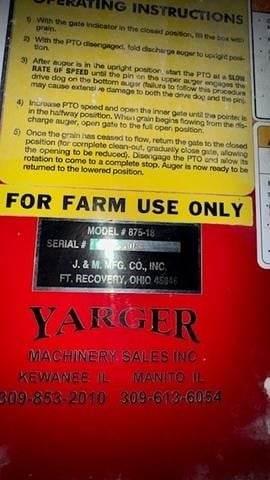 OPERATING INSTRUCTIONS
1) With the gate indicator in the closed position, fill the box with
grain.
2) With the PTO disengaged, fold discharge auger to upright posi-
tion.
3) After auger is in the upright position, start the PTO at a SLOW
RATE OF SPEED until the pin on the upper auger engages the
drive dog on the bottom auger (failure to follow this procedure
may cause extensive damage to both the drive dog and the pin).
4) Increase PTO speed and open the inner gate until the pointer is
in the halfway position. When grain begins flowing from the dis-
charge auger, open gate to the full open position.
5) Once the grain has ceased to flow, return the gate to the closed
position (for complete clean-out, gradually close gate, allowing
the opening to be reduced). Disengage the PTO and allow its
rotation to come to a complete stop. Auger is now ready to be
returned to the lowered position.
FOR FARM USE ONLY
MODEL # 875-18
SERIAL #
J. & M. MFG. CO., INC.
FT. RECOVERY, OHIO 45846
YARGER
MACHINERY SALES INC
KEWANEE IL MANITO IL
309-853-2010 309-613-6054